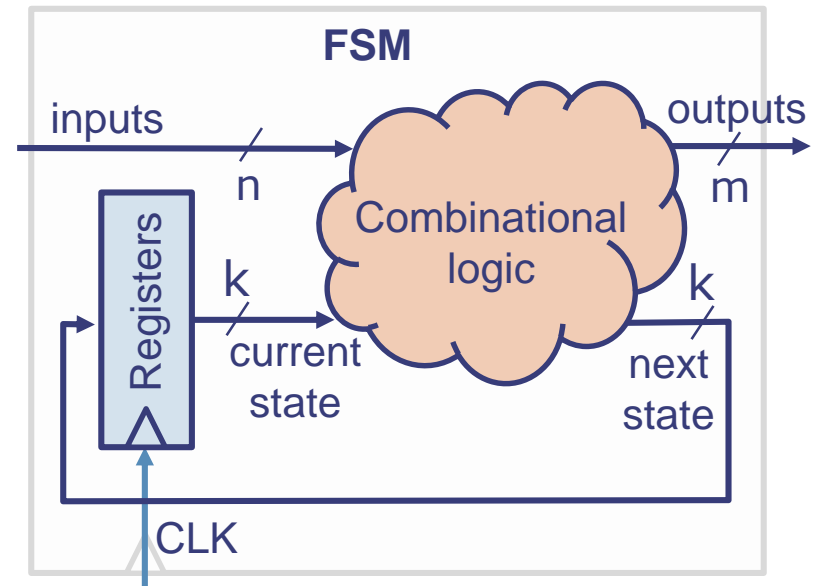 FSM
inputs
outputs
n
m
Combinational
logic
Registers
k
k
current
state
next
state
CLK